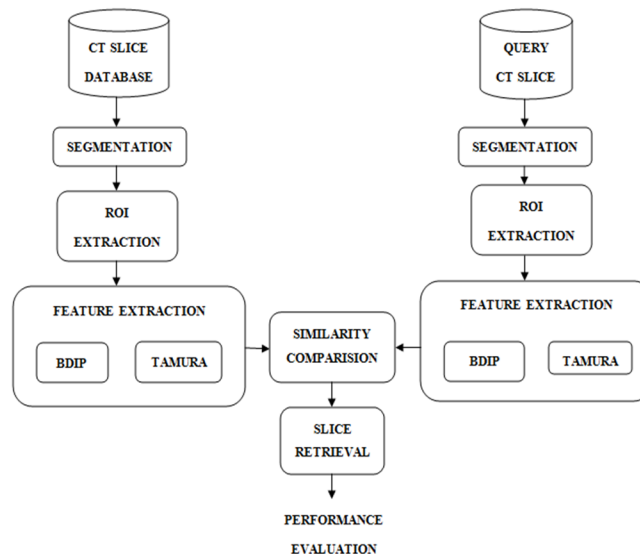 CT SLICE
DATABASE
SEGMENTATION
ROI
EXTRACTION
FEATURE EXTRACTION
BDIP
TAMURA
QUERY
CT SLICE
SEGMENTATION
ROI
EXTRACTION
FEATURE EXTRACTION
BDIP
TAMURA
SIMILARITY
COMPARISION
SLICE
RETRIEVAL
PERFORMANCE
EVALUATION